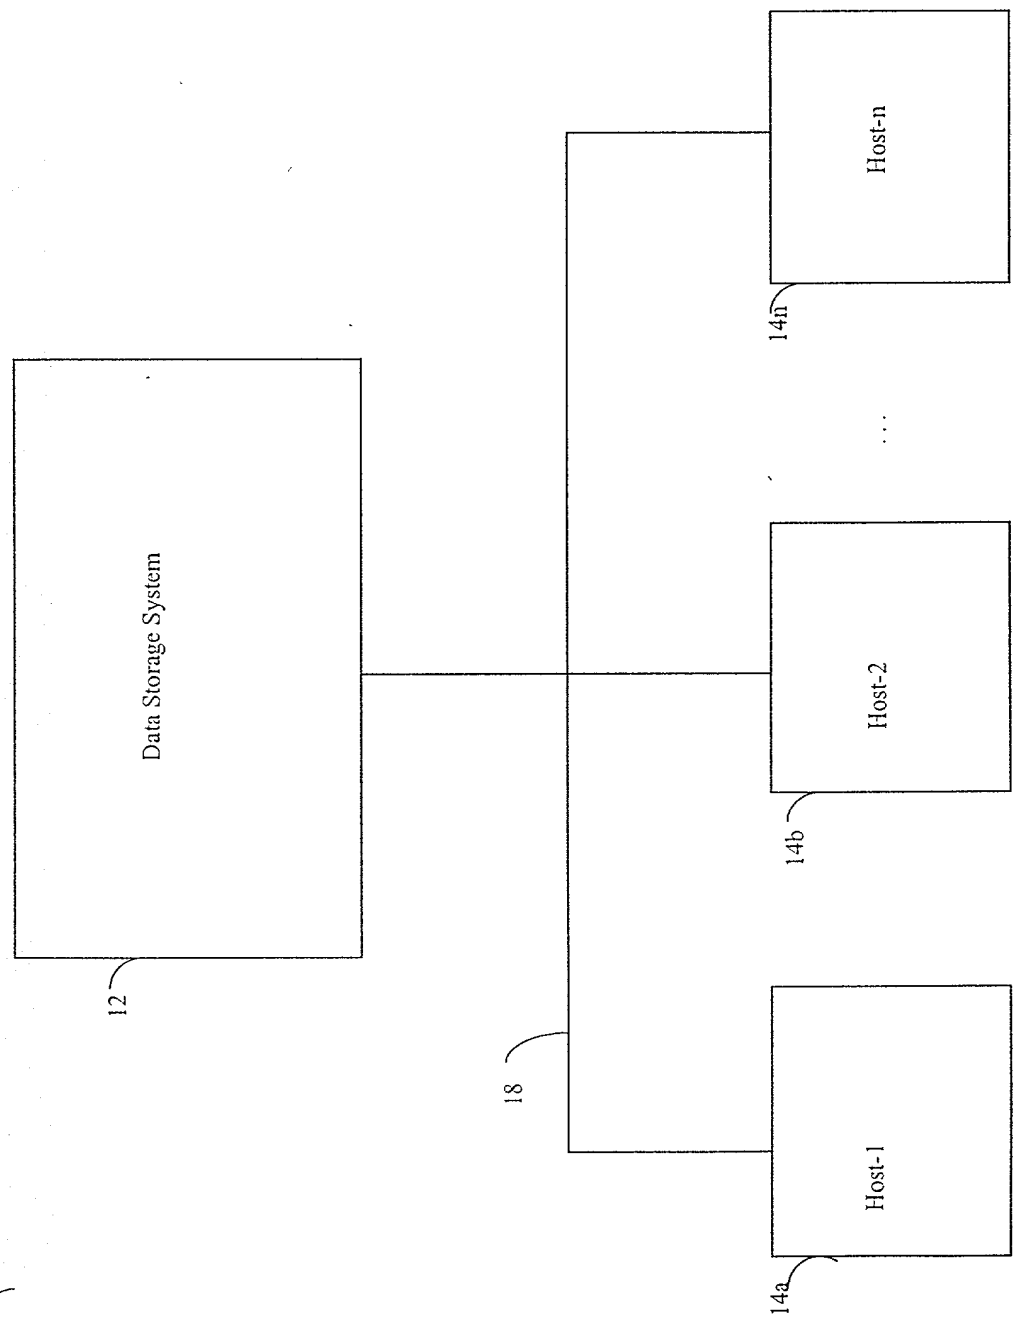 Data Storage System
12
18
Host-1
14a
Host-2
14b
...
Host-n
14n